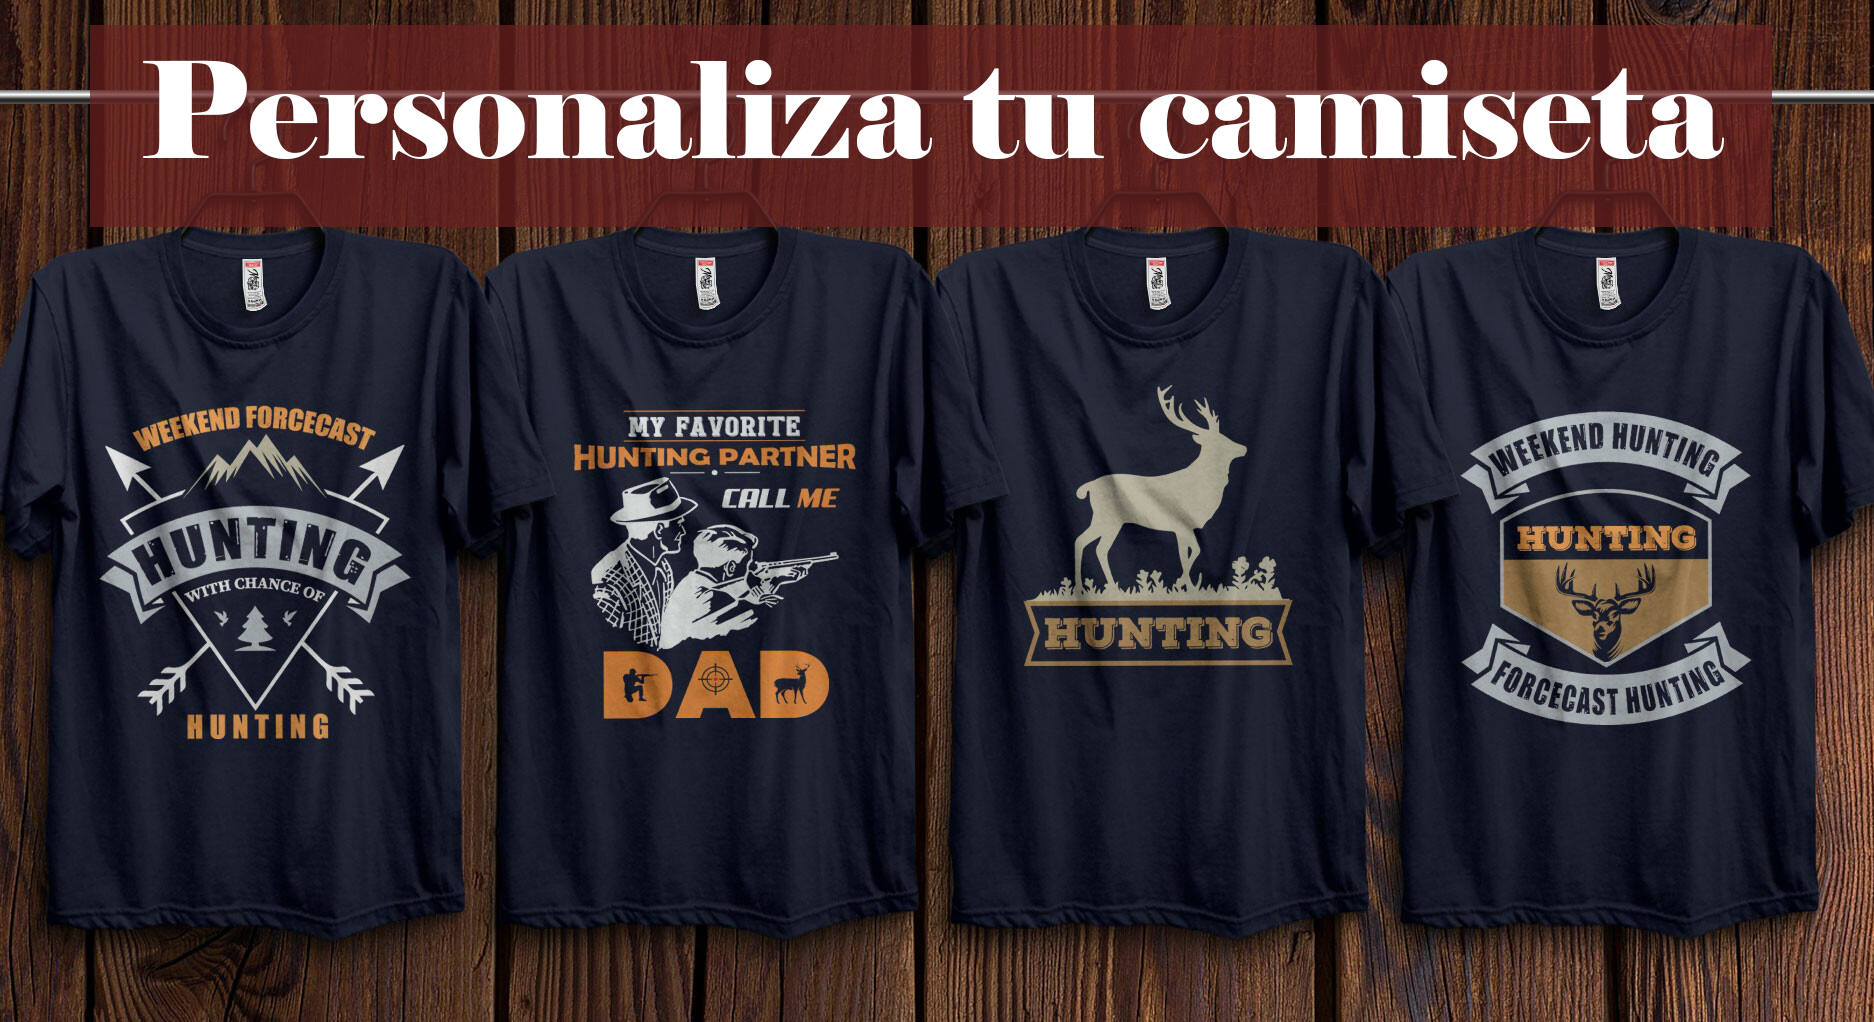 Personaliza tu camiseta
WEEKEND FORCECAST
HUNTING
WITH CHANCE OF
HUNTING
MY FAVORITE
HUNTING PARTNER
CALL ME
DAD
HUNTING
WEEKEND HUNTING
HUNTING
FORCECAST HUNTING